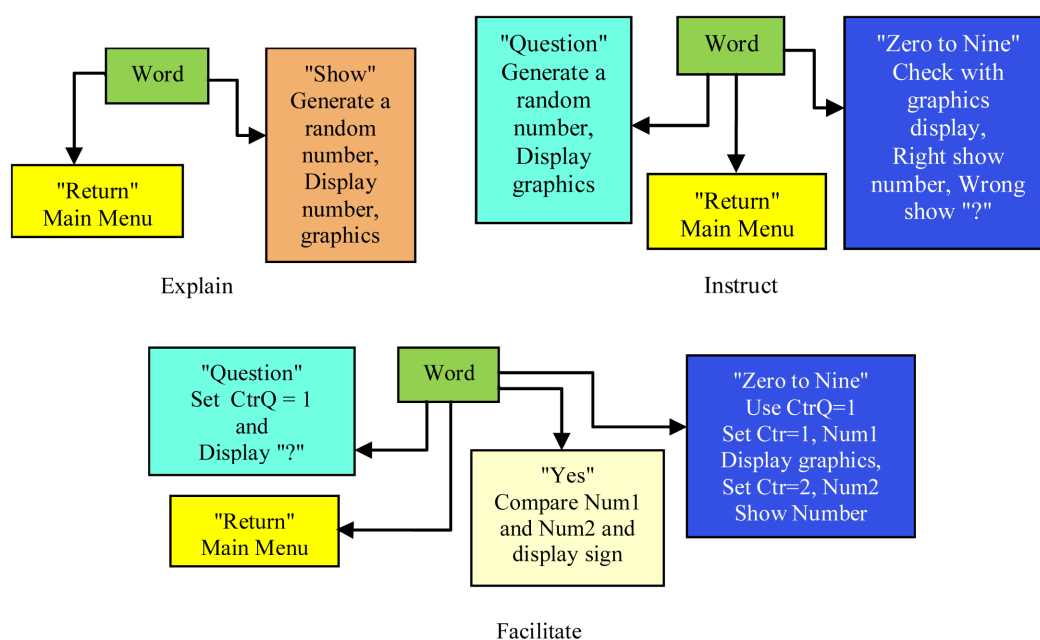 Word
"Show"
Generate a
random
number,
Display
number,
graphics
"Return"
Main Menu
Explain
"Question"
Generate a
random
number,
Display
graphics
Word
"Zero to Nine"
Check with
graphics
display,
Right show
number, Wrong
show "?"
"Return"
Main Menu
Instruct
"Question"
Set CtrQ = 1
and
Display "?"
Word
"Zero to Nine"
Use CtrQ=1
Set Ctr=1, Num1
Display graphics,
Set Ctr=2, Num2
Show Number
"Return"
Main Menu
"Yes"
Compare Num1
and Num2 and
display sign
Facilitate